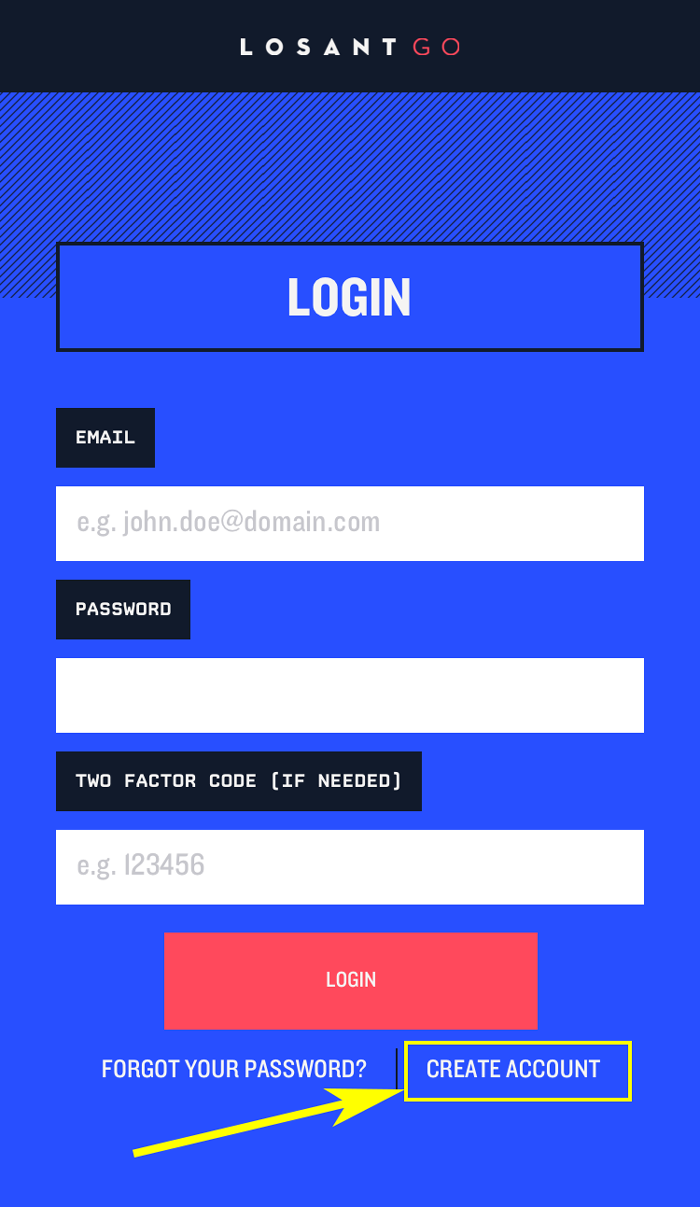 LOSANT GO
LOGIN
EMAIL
e.g. john.doe@domain.com
PASSWORD
TWO FACTOR CODE (IF NEEDED)
e.g. 123456
LOGIN
FORGOT YOUR PASSWORD? | CREATE ACCOUNT